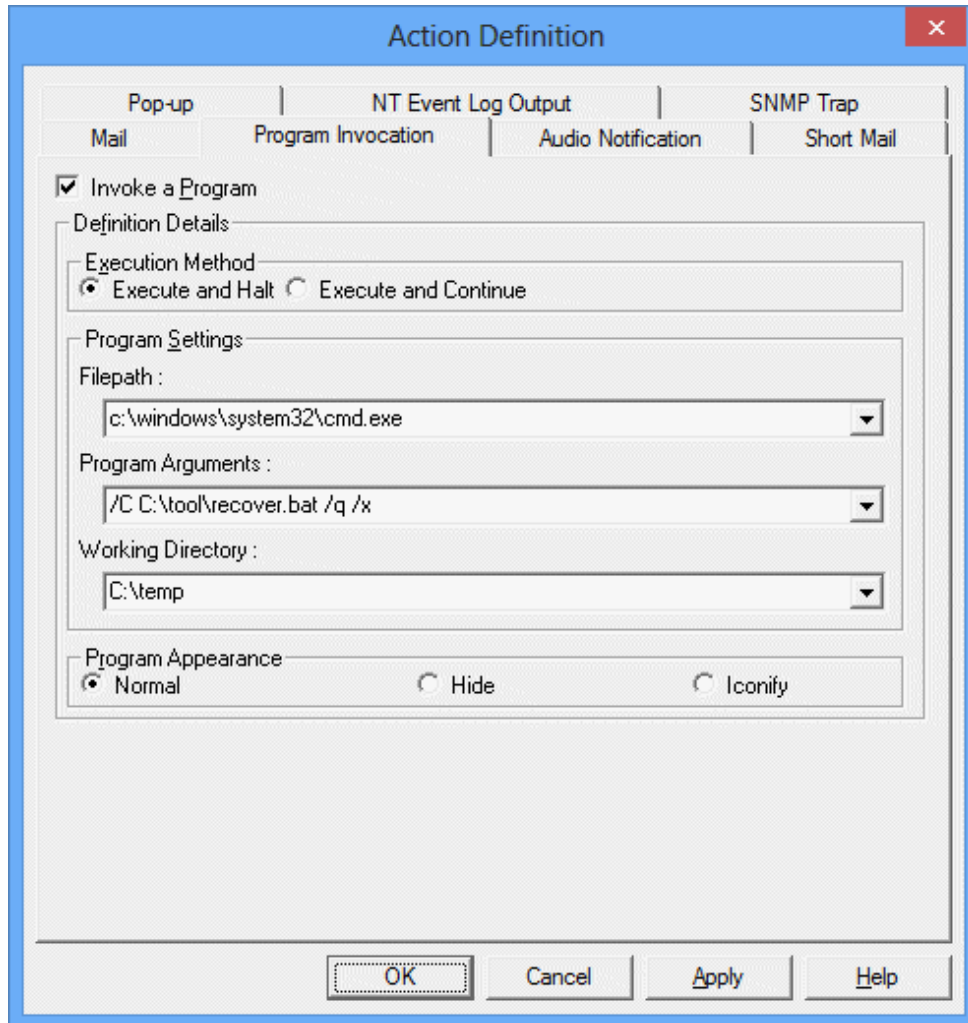 Action Definition
Pop-up NT Event Log Output SNMP Trap
Mail Program Invocation Audio Notification Short Mail
Invoke a Program
Definition Details
Execution Method
Execute and Halt Execute and Continue
Program Settings
Filepath :
c:\windows\system32\cmd.exe
Program Arguments :
/C C:\tool\recover.bat /q /x
Working Directory :
C:\temp
Program Appearance
Normal Hide Iconify
OK Cancel Apply Help